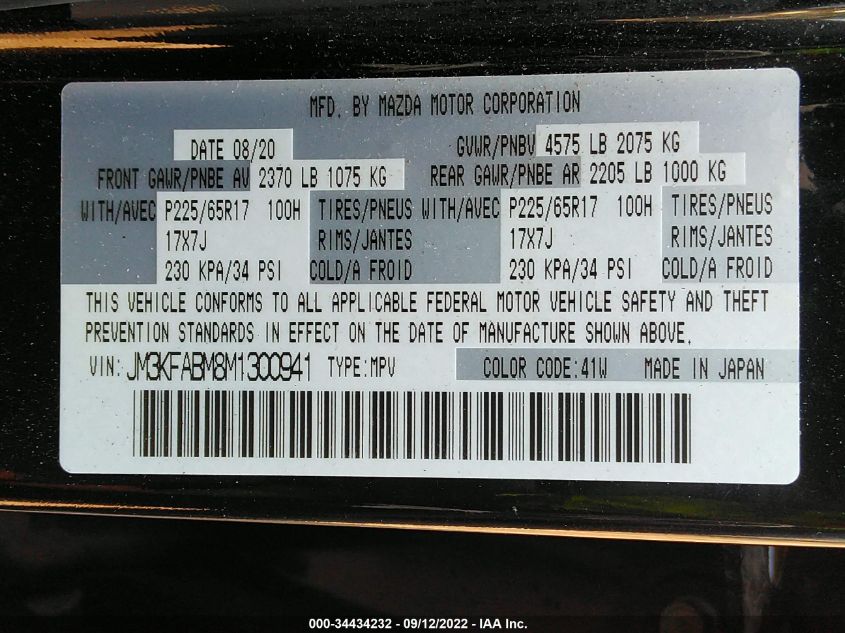 MFD. BY MAZDA MOTOR CORPORATION
DATE 08/20 GVWR/PNBV 4575 LB 2075 KG
FRONT GAWR/PNBE AV 2370 LB 1075 KG REAR GAWR/PNBE AR 2205 LB 1000 KG
WITH/AVEC P225/65R17 100H TIRES/PNEUS WITH/AVEC P225/65R17 100H TIRES/PNEUS
17X7J RIMS/JANTES 17X7J RIMS/JANTES
230 KPA/34 PSI COLD/A FROID 230 KPA/34 PSI COLD/A FROID
THIS VEHICLE CONFORMS TO ALL APPLICABLE FEDERAL MOTOR VEHICLE SAFETY AND THEFT
PREVENTION STANDARDS IN EFFECT ON THE DATE OF MANUFACTURE SHOWN ABOVE.
VIN: JM3KFABM8M1300941 TYPE:MPV COLOR CODE:41W MADE IN JAPAN
000-34434232 - 09/12/2022 - IAA Inc.